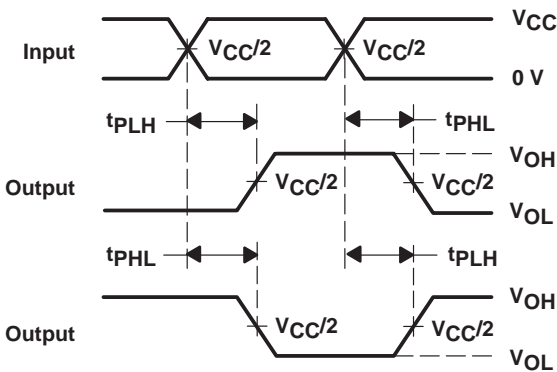 VCC
Input VCC/2 VCC/2
0 V
tPLH tPHL
VOH
Output VCC/2 VCC/2
VOL
tPHL tPLH
VOH
Output VCC/2 VCC/2
VOL